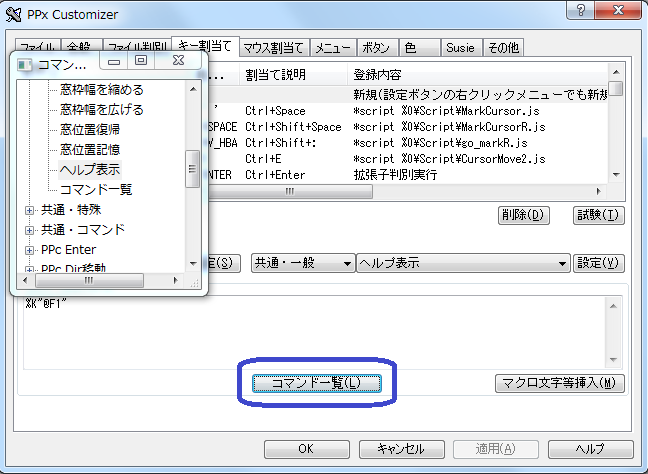 PPx Customizer
ファイル 全般 ファイル判別 キー割当て マウス割当て メニュー ボタン 色 Susie その他
コマン...
窓枠幅を縮める
窓枠幅を広げる
窓位置復帰
窓位置記憶
ヘルプ表示
コマンド一覧
共通・特殊
共通・コマンド
PPc Enter
PPc Dir移動
... 割当て説明 登録内容
新規(設定ボタンの右クリックメニューでも新規
' Ctrl+Space *script %0¥Script¥MarkCursor.js
SPACE Ctrl+Shift+Space *script %0¥Script¥MarkCursorR.js
V_HBA Ctrl+Shift+: *script %0¥Script¥go_markR.js
Ctrl+E *script %0¥Script¥CursorMove2.js
NTER Ctrl+Enter 拡張子判別実行
削除(D) 試験(T)
定(S) 共通・一般 ヘルプ表示 設定(V)
%K"@F1"
コマンド一覧(L) マクロ文字等挿入(M)
OK キャンセル 適用(A) ヘルプ